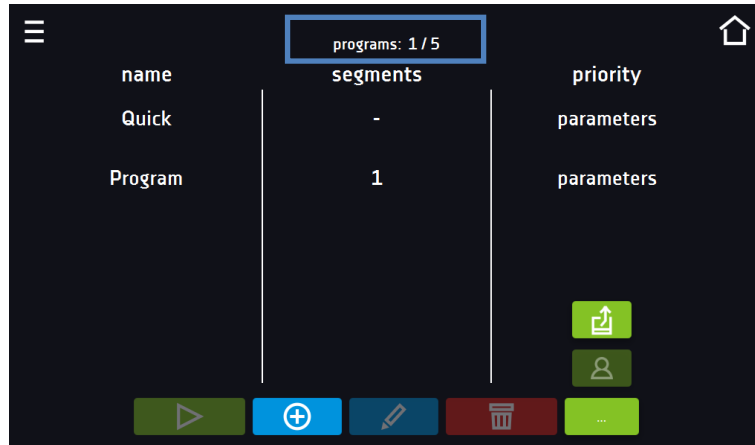 programs: 1 / 5
name segments priority
Quick - parameters
Program 1 parameters
...